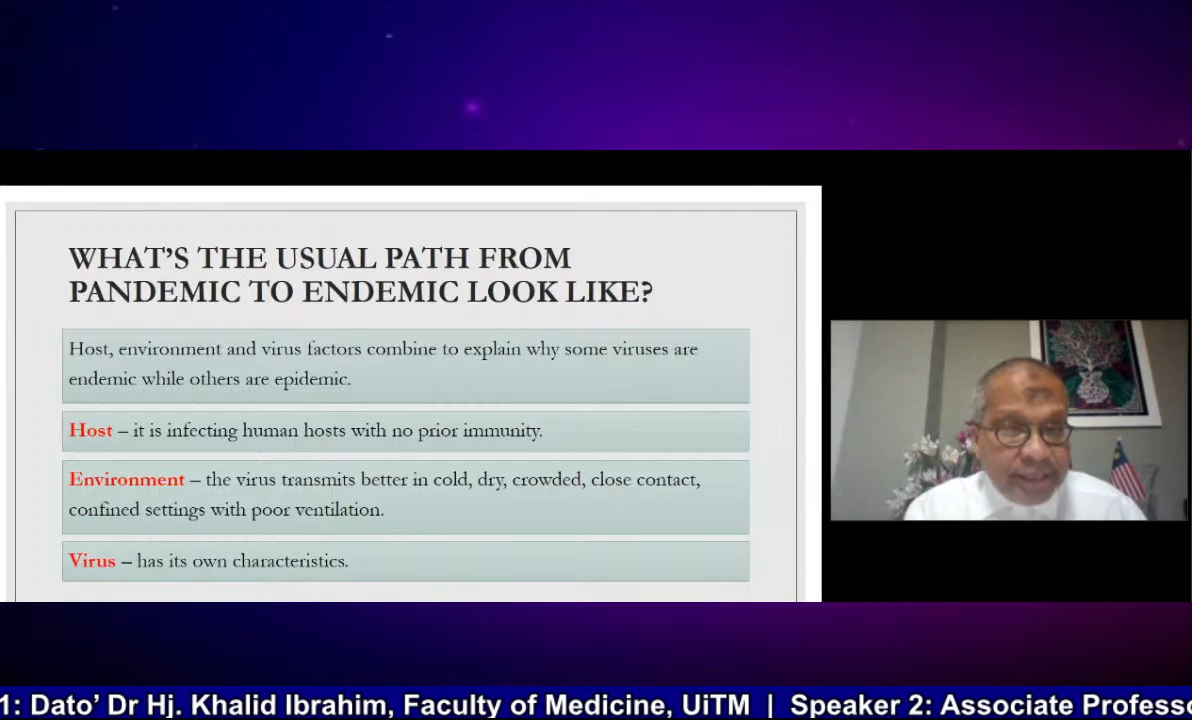 WHAT'S THE USUAL PATH FROM
PANDEMIC TO ENDEMIC LOOK LIKE?
Host, environment and virus factors combine to explain why some viruses are
endemic while others are epidemic.
Host – it is infecting human hosts with no prior immunity.
Environment – the virus transmits better in cold, dry, crowded, close contact,
confined settings with poor ventilation.
Virus – has its own characteristics.
1: Dato' Dr Hj. Khalid Ibrahim, Faculty of Medicine, UiTM | Speaker 2: Associate